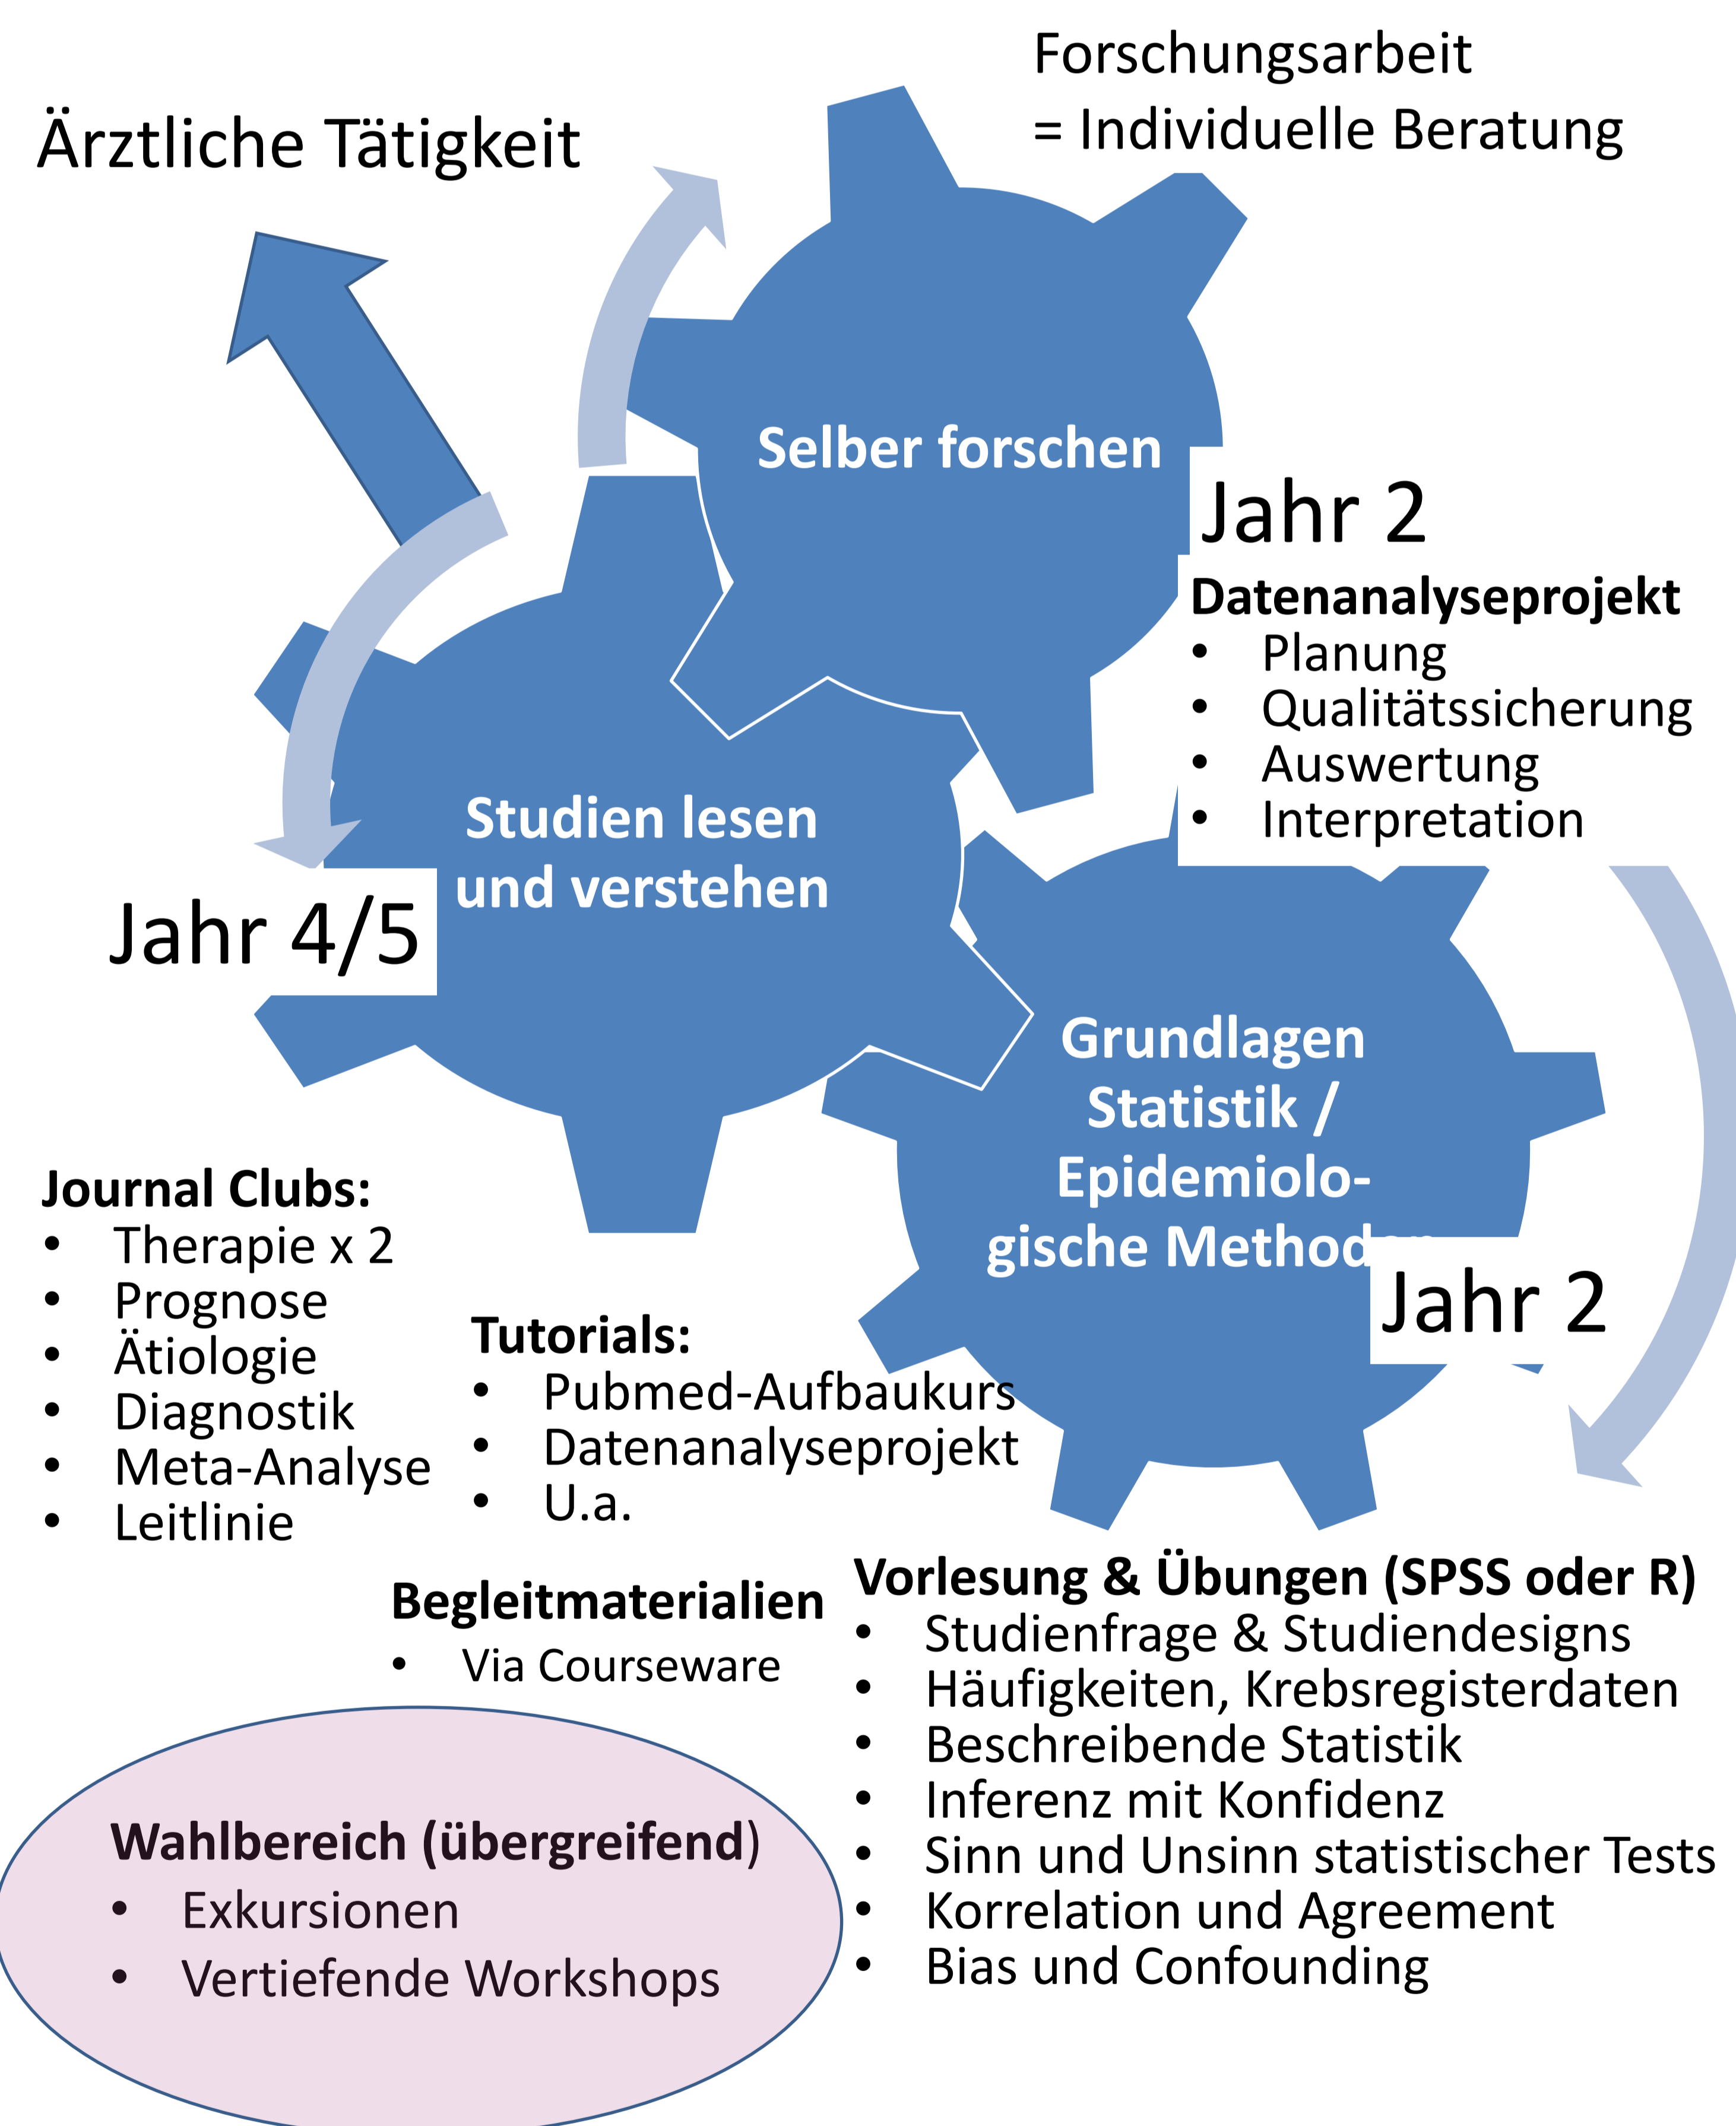 Forschungsarbeit
= Individuelle Beratung
Ärztliche Tätigkeit
Selber forschen
Jahr 2
Datenanalyseprojekt
• Planung
• Qualitätssicherung
• Auswertung
• Interpretation
Studien lesen
und verstehen
Jahr 4/5
Grundlagen
Statistik /
Epidemiolo-
gische Method
Jahr 2
Journal Clubs:
• Therapie x 2
• Prognose
• Ätiologie
• Diagnostik
• Meta-Analyse
• Leitlinie
Tutorials:
• Pubmed-Aufbaukurs
• Datenanalyseprojekt
• U.a.
Begleitmaterialien
• Via Courseware
Vorlesung & Übungen (SPSS oder R)
• Studienfrage & Studiendesigns
• Häufigkeiten, Krebsregisterdaten
• Beschreibende Statistik
• Inferenz mit Konfidenz
• Sinn und Unsinn statistischer Tests
• Korrelation und Agreement
• Bias und Confounding
Wahlbereich (übergreifend)
• Exkursionen
• Vertiefende Workshops